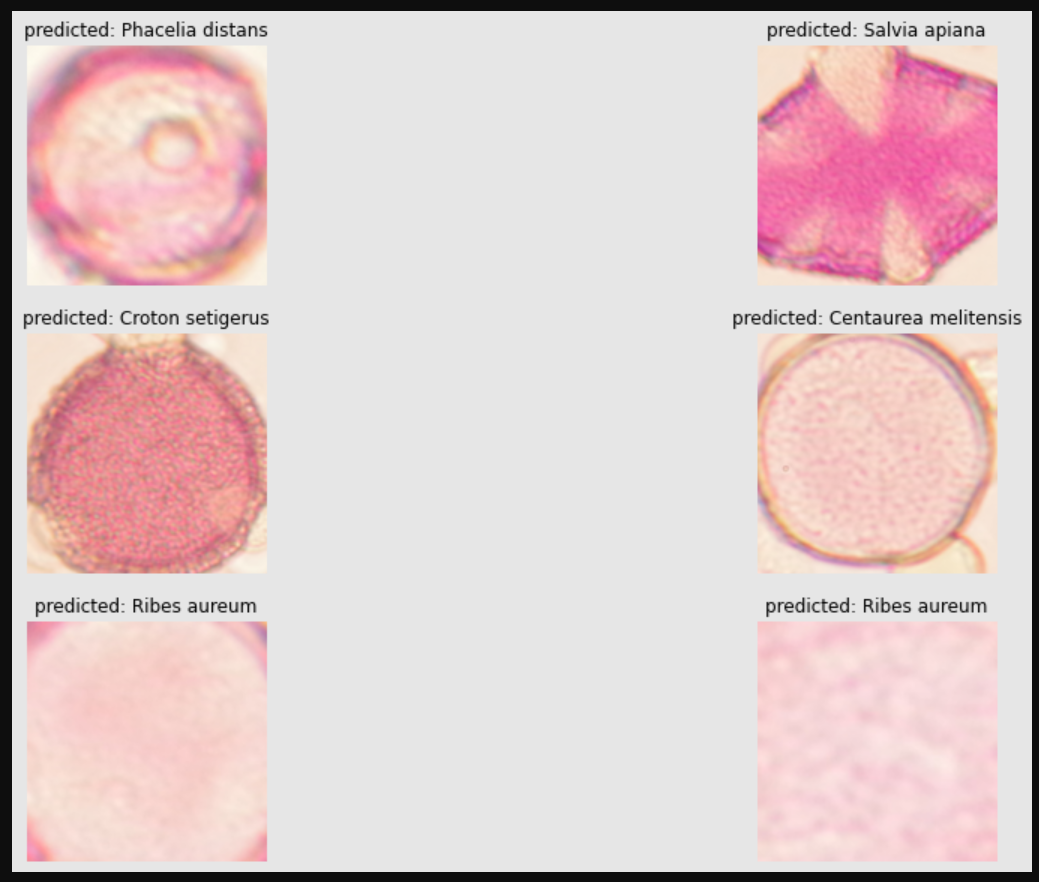 predicted: Phacelia distans
predicted: Salvia apiana
predicted: Croton setigerus
predicted: Centaurea melitensis
predicted: Ribes aureum
predicted: Ribes aureum